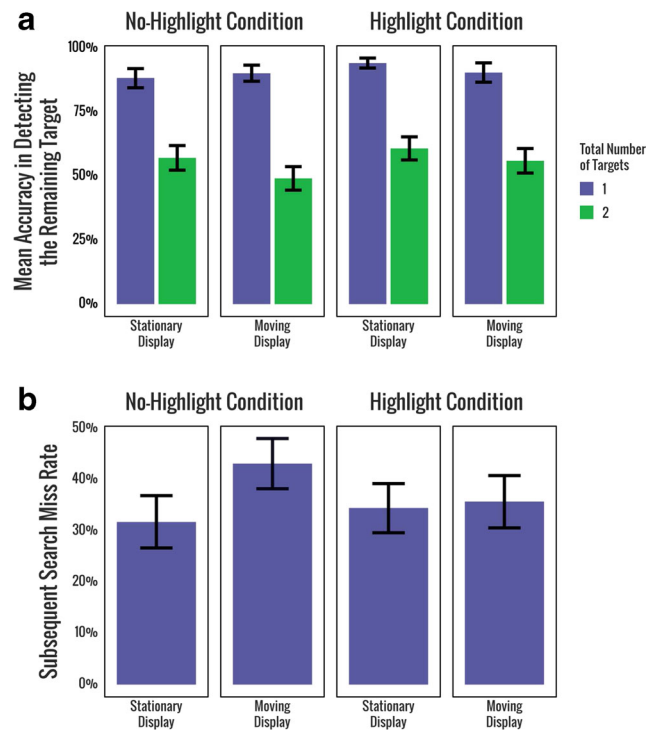 a
No-Highlight Condition
Highlight Condition
Mean Accuracy in Detecting
the Remaining Target
100%
75%
50%
25%
0%
Stationary
Display
Moving
Display
Stationary
Display
Moving
Display
Total Number
of Targets
1
2
b
No-Highlight Condition
Highlight Condition
Subsequent Search Miss Rate
50%
40%
30%
20%
10%
0%
Stationary
Display
Moving
Display
Stationary
Display
Moving
Display